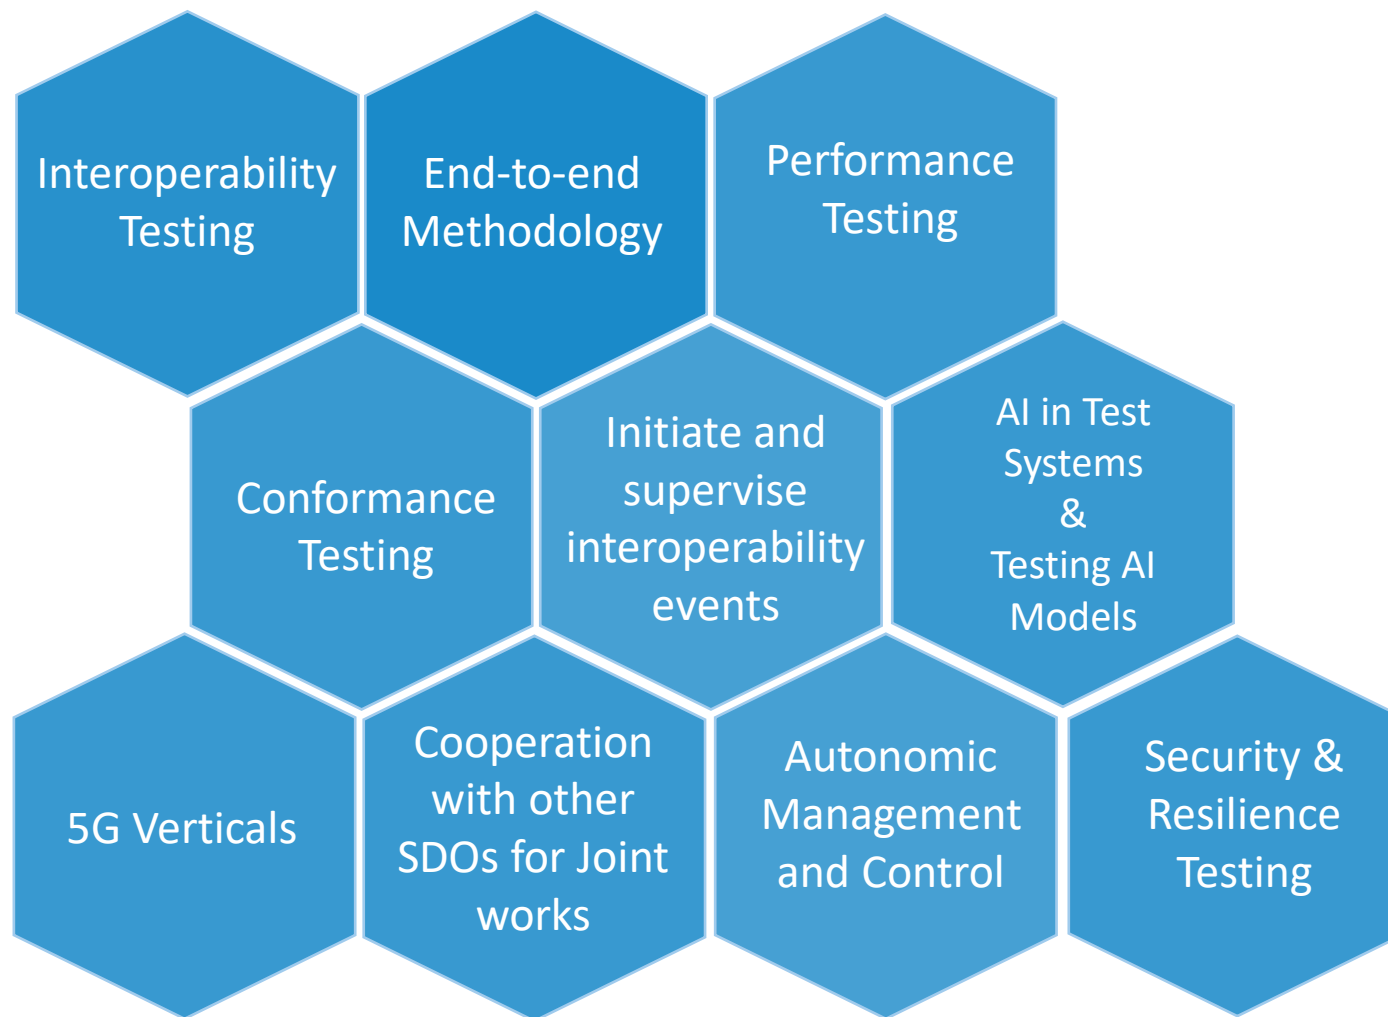 Interoperability
Testing
End-to-end
Methodology
Performance
Testing
Conformance
Testing
Initiate and
supervise
interoperability
events
AI in Test
Systems
&
Testing AI
Models
5G Verticals
Cooperation
with other
SDOs for Joint
works
Autonomic
Management
and Control
Security &
Resilience
Testing